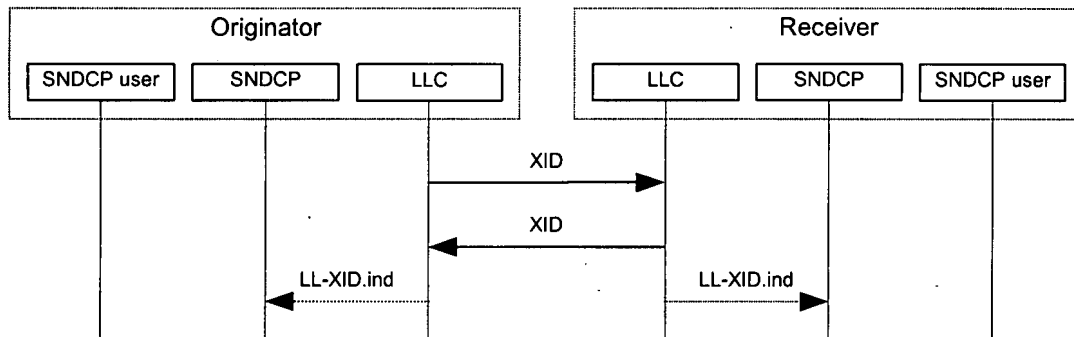 Originator Receiver
SNDCP user SNDCP LLC LLC SNDCP SNDCP user
XID
XID
LL-XID.ind LL-XID.ind